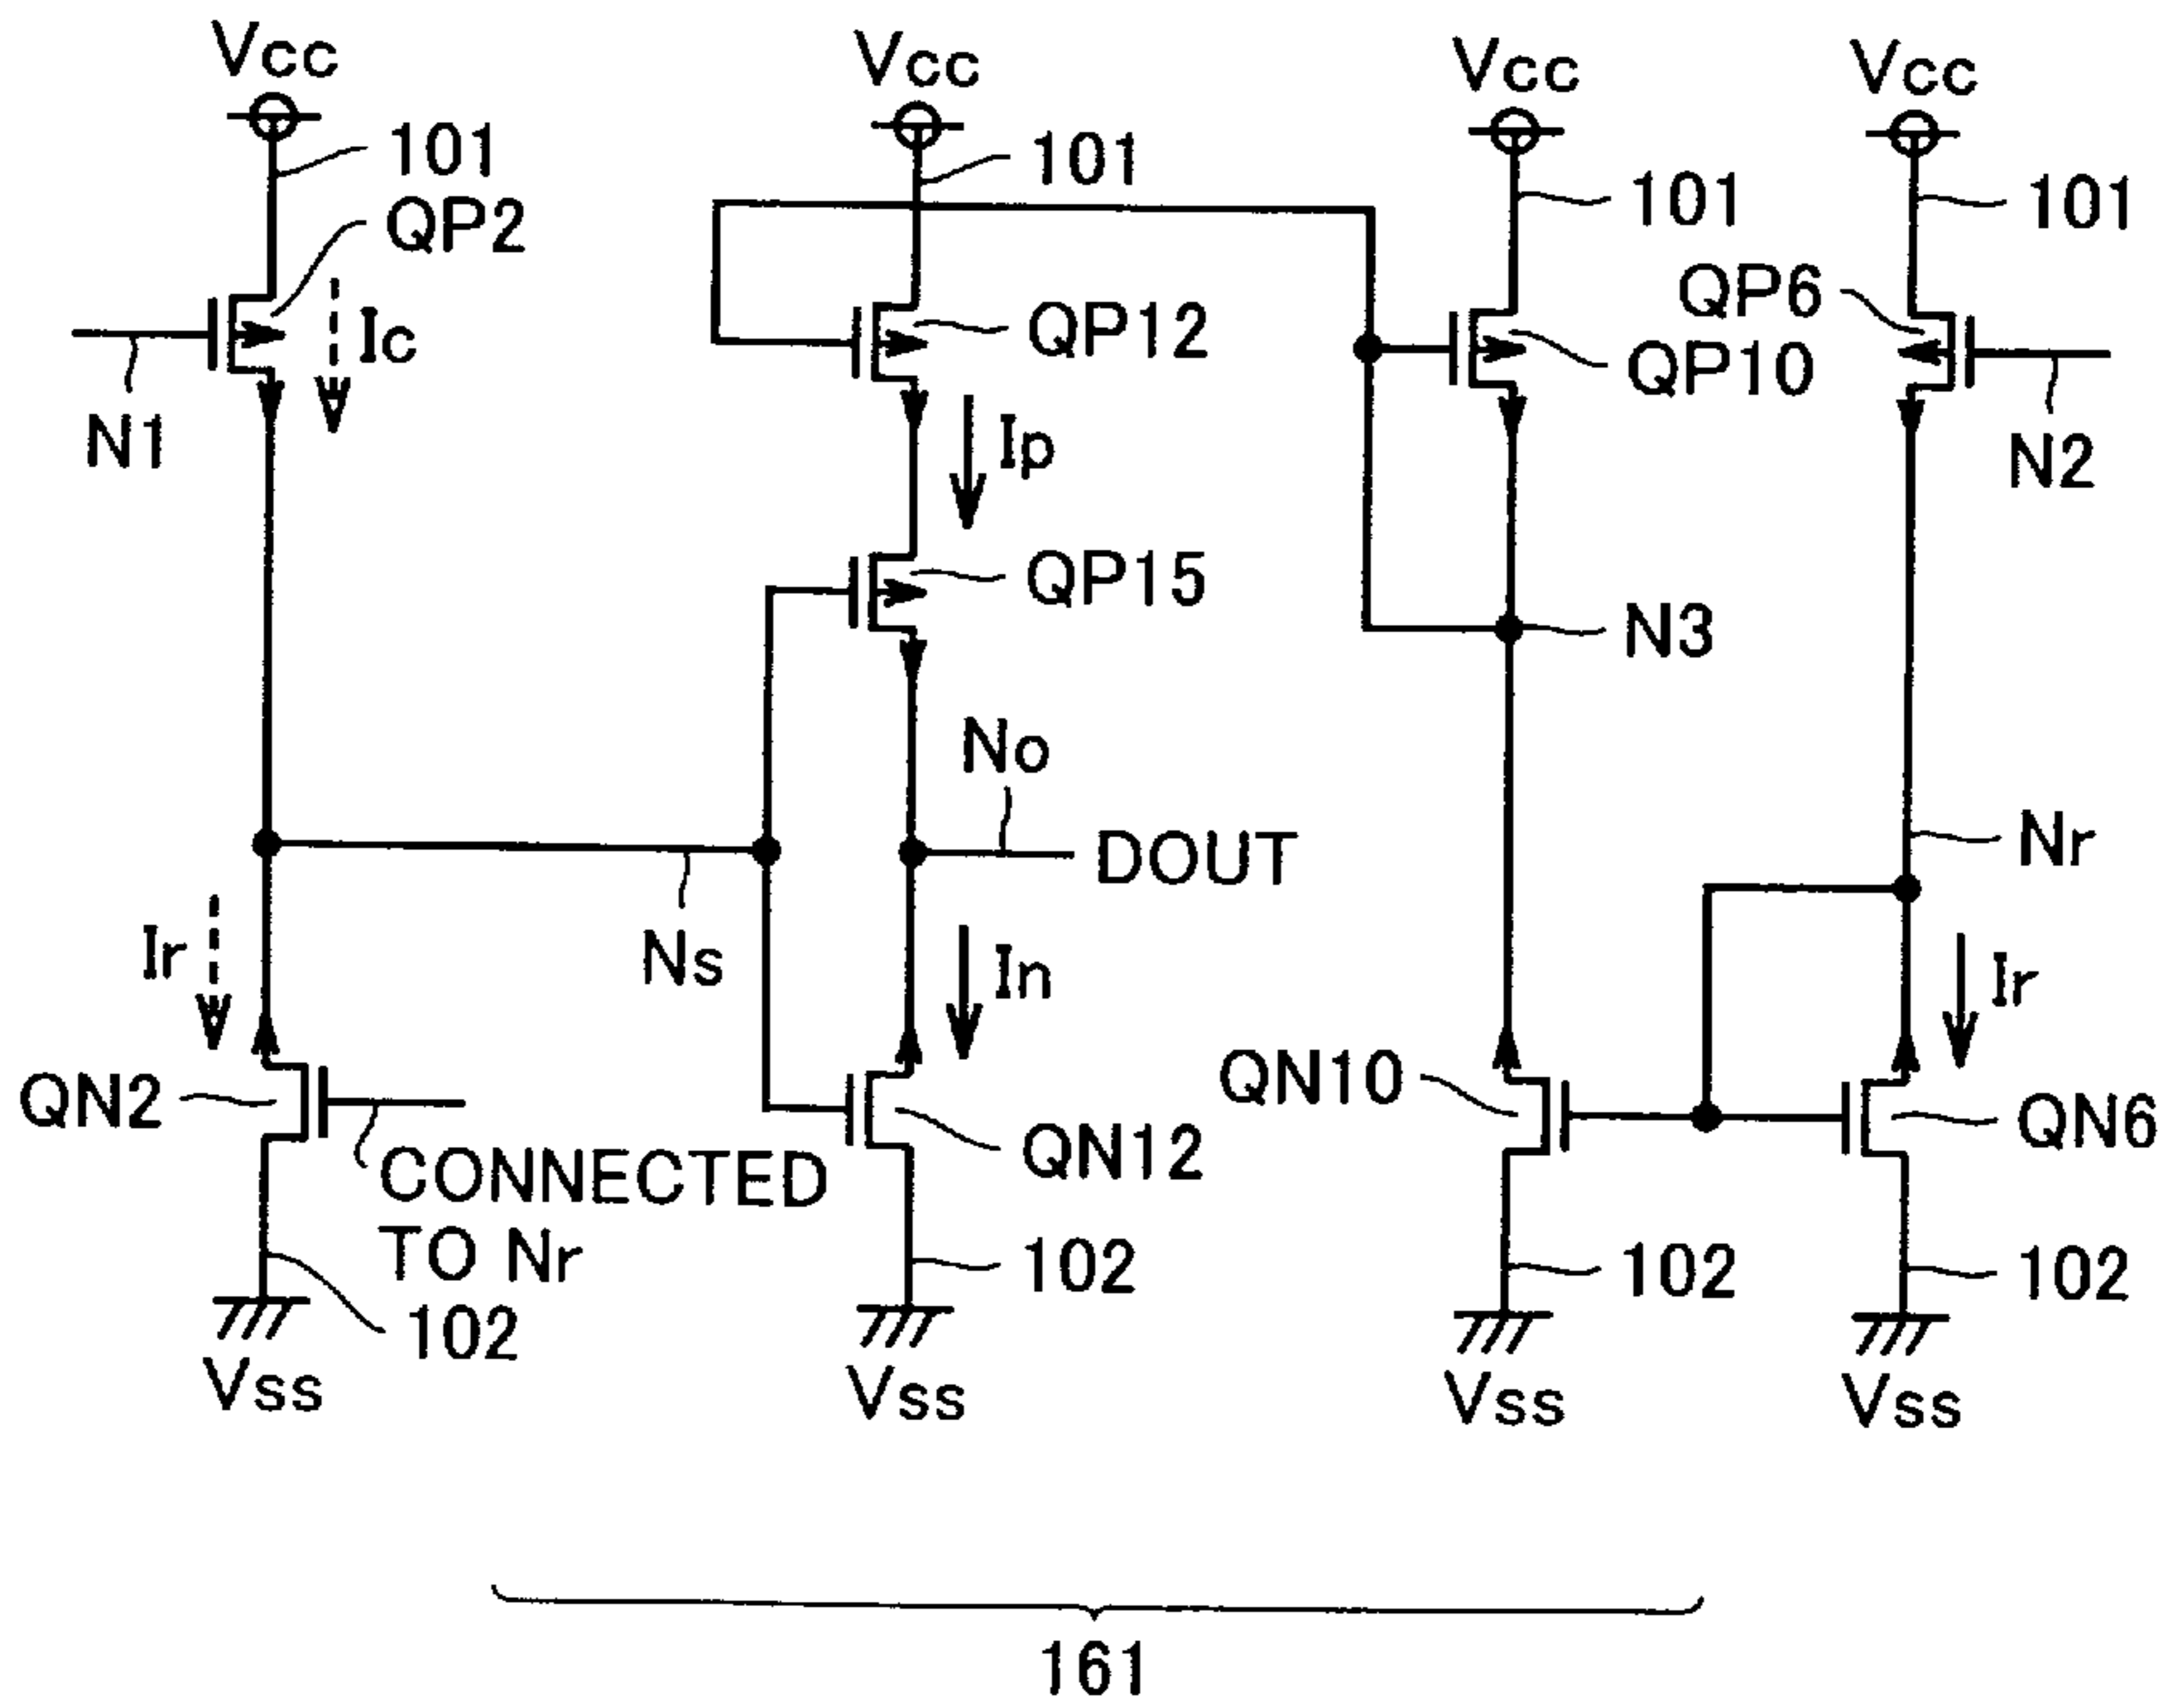 Vcc
Vcc
Vcc
Vcc
101
101
101
101
QP2
QP12
QP6
QP10
Ic
N1
Ip
N2
QP15
N3
No
DOUT
Nr
Ir
Ns
In
Ir
QN2
QN12
QN10
QN6
CONNECTED
TO Nr
102
102
102
102
Vss
Vss
Vss
Vss
161